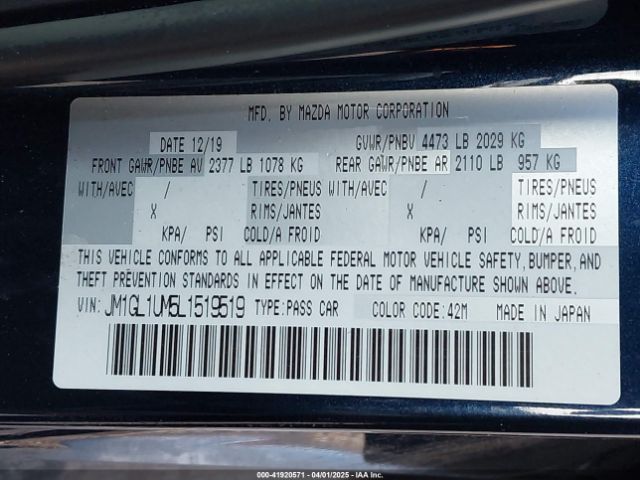 MFD. BY MAZDA MOTOR CORPORATION
DATE 12/19 GVWR/PNBV 4473 LB 2029 KG
FRONT GAWR/PNBE AV 2377 LB 1078 KG REAR GAWR/PNBE AR 2110 LB 957 KG
WITH/AVEC / TIRES/PNEUS WITH/AVEC / TIRES/PNEUS
X RIMS/JANTES X RIMS/JANTES
KPA/ PSI COLD/A FROID KPA/ PSI COLD/A FROID
THIS VEHICLE CONFORMS TO ALL APPLICABLE FEDERAL MOTOR VEHICLE SAFETY, BUMPER, AND
THEFT PREVENTION STANDARDS IN EFFECT ON THE DATE OF MANUFACTURE SHOWN ABOVE.
VIN: JM1GL1UM5L1519519 TYPE:PASS CAR COLOR CODE:42M MADE IN JAPAN
000-41920571 - 04/01/2025 - IAA Inc.